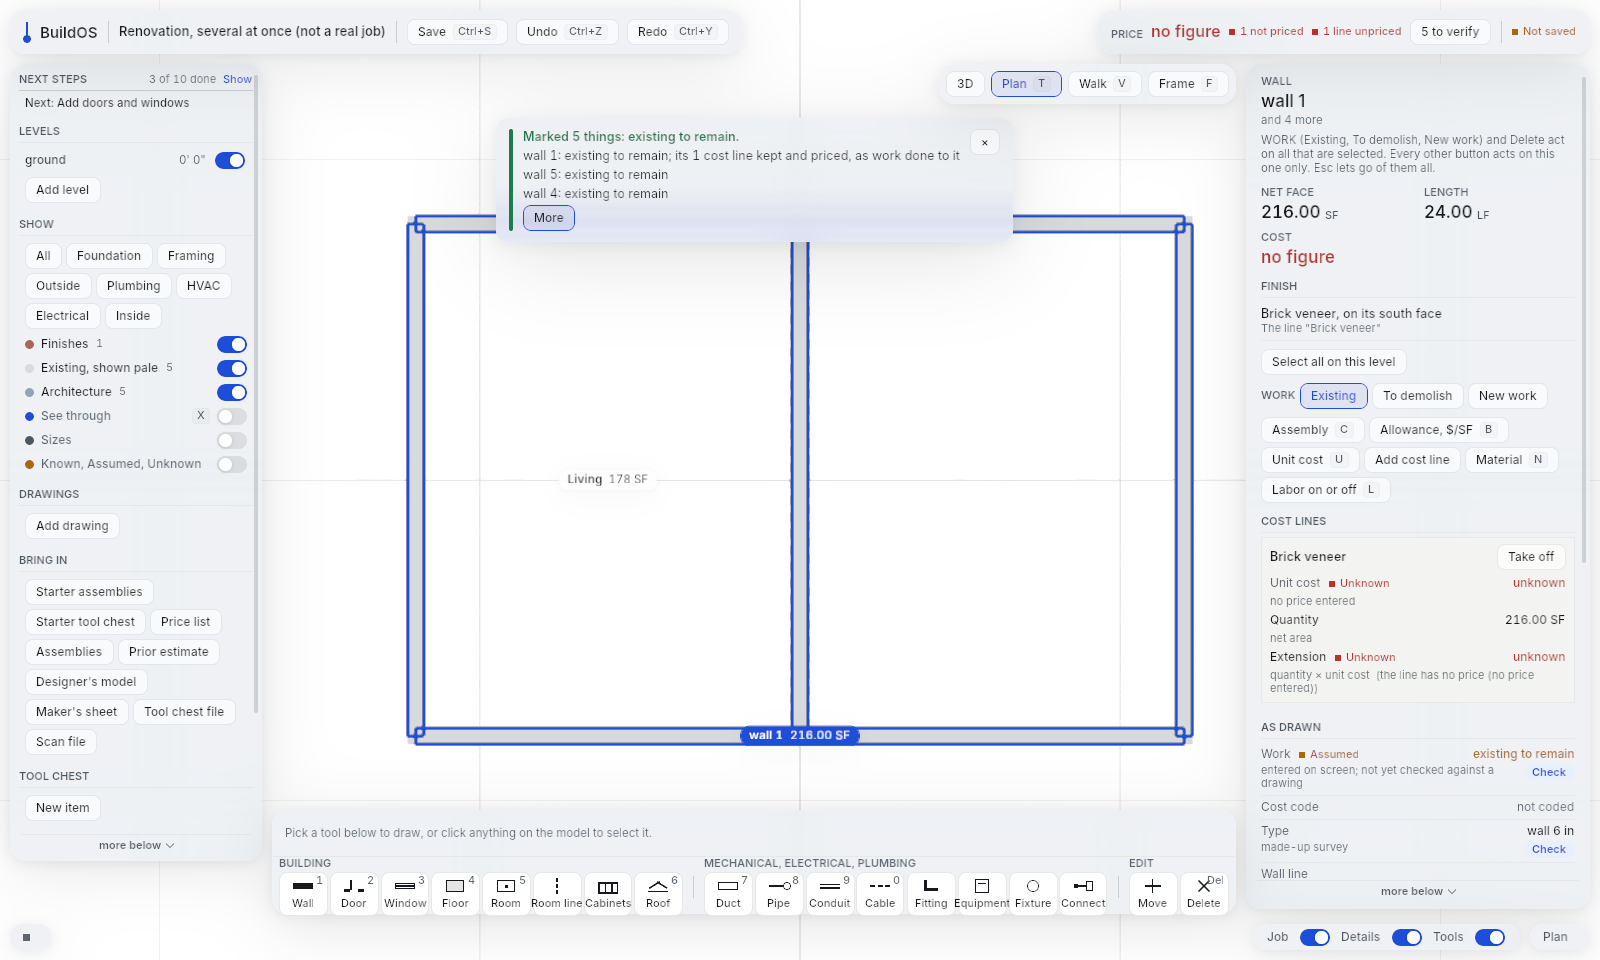 BuildOS
Renovation, several at once (not a real job)
Save Ctrl+S
Undo Ctrl+Z
Redo Ctrl+Y
PRICE no figure
1 not priced
1 line unpriced
5 to verify
Not saved
NEXT STEPS 3 of 10 done Show
Next: Add doors and windows
LEVELS
ground 0' 0"
Add level
SHOW
All Foundation Framing
Outside Plumbing HVAC
Electrical Inside
Finishes 1
Existing, shown pale 5
Architecture 5
See through X
Sizes
Known, Assumed, Unknown
DRAWINGS
Add drawing
BRING IN
Starter assemblies
Starter tool chest Price list
Assemblies Prior estimate
Designer's model
Maker's sheet Tool chest file
Scan file
TOOL CHEST
New item
more below
3D
Plan T
Walk V
Frame F
Marked 5 things: existing to remain.
wall 1: existing to remain; its 1 cost line kept and priced, as work done to it
wall 5: existing to remain
wall 4: existing to remain
More
×
Living 178 SF
wall 1 216.00 SF
Pick a tool below to draw, or click anything on the model to select it.
BUILDING
Wall 1
Door 2
Window 3
Floor 4
Room 5
Room line
Cabinets
Roof 6
MECHANICAL, ELECTRICAL, PLUMBING
Duct 7
Pipe 8
Conduit 9
Cable 0
Fitting
Equipment
Fixture
Connect
EDIT
Move
Delete Del
WALL
wall 1
and 4 more
WORK (Existing, To demolish, New work) and Delete act
on all that are selected. Every other button acts on this
one only. Esc lets go of them all.
NET FACE LENGTH
216.00 SF 24.00 LF
COST
no figure
FINISH
Brick veneer, on its south face
The line "Brick veneer"
Select all on this level
WORK Existing To demolish New work
Assembly C Allowance, $/SF B
Unit cost U Add cost line Material N
Labor on or off L
COST LINES
Brick veneer Take off
Unit cost Unknown unknown
no price entered
Quantity 216.00 SF
net area
Extension Unknown unknown
quantity × unit cost (the line has no price (no price
entered))
AS DRAWN
Work Assumed existing to remain
entered on screen; not yet checked against a
drawing
Check
Cost code not coded
Type wall 6 in
made-up survey Check
Wall line
more below
Job Details Tools Plan